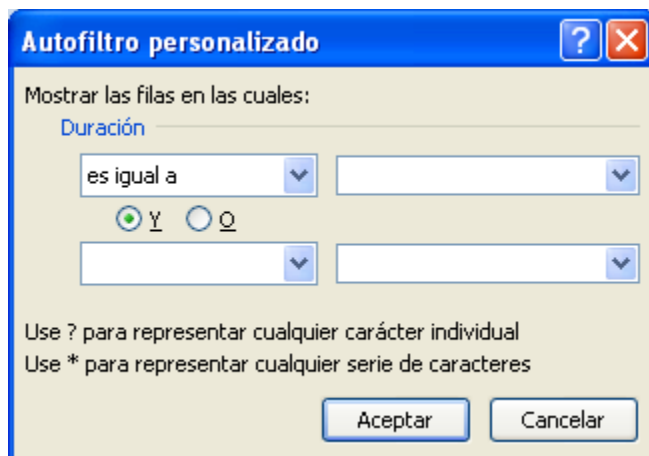 Autofiltro personalizado
?
Mostrar las filas en las cuales:
Duración
es igual a
Y O
Use ? para representar cualquier carácter individual
Use * para representar cualquier serie de caracteres
Aceptar Cancelar